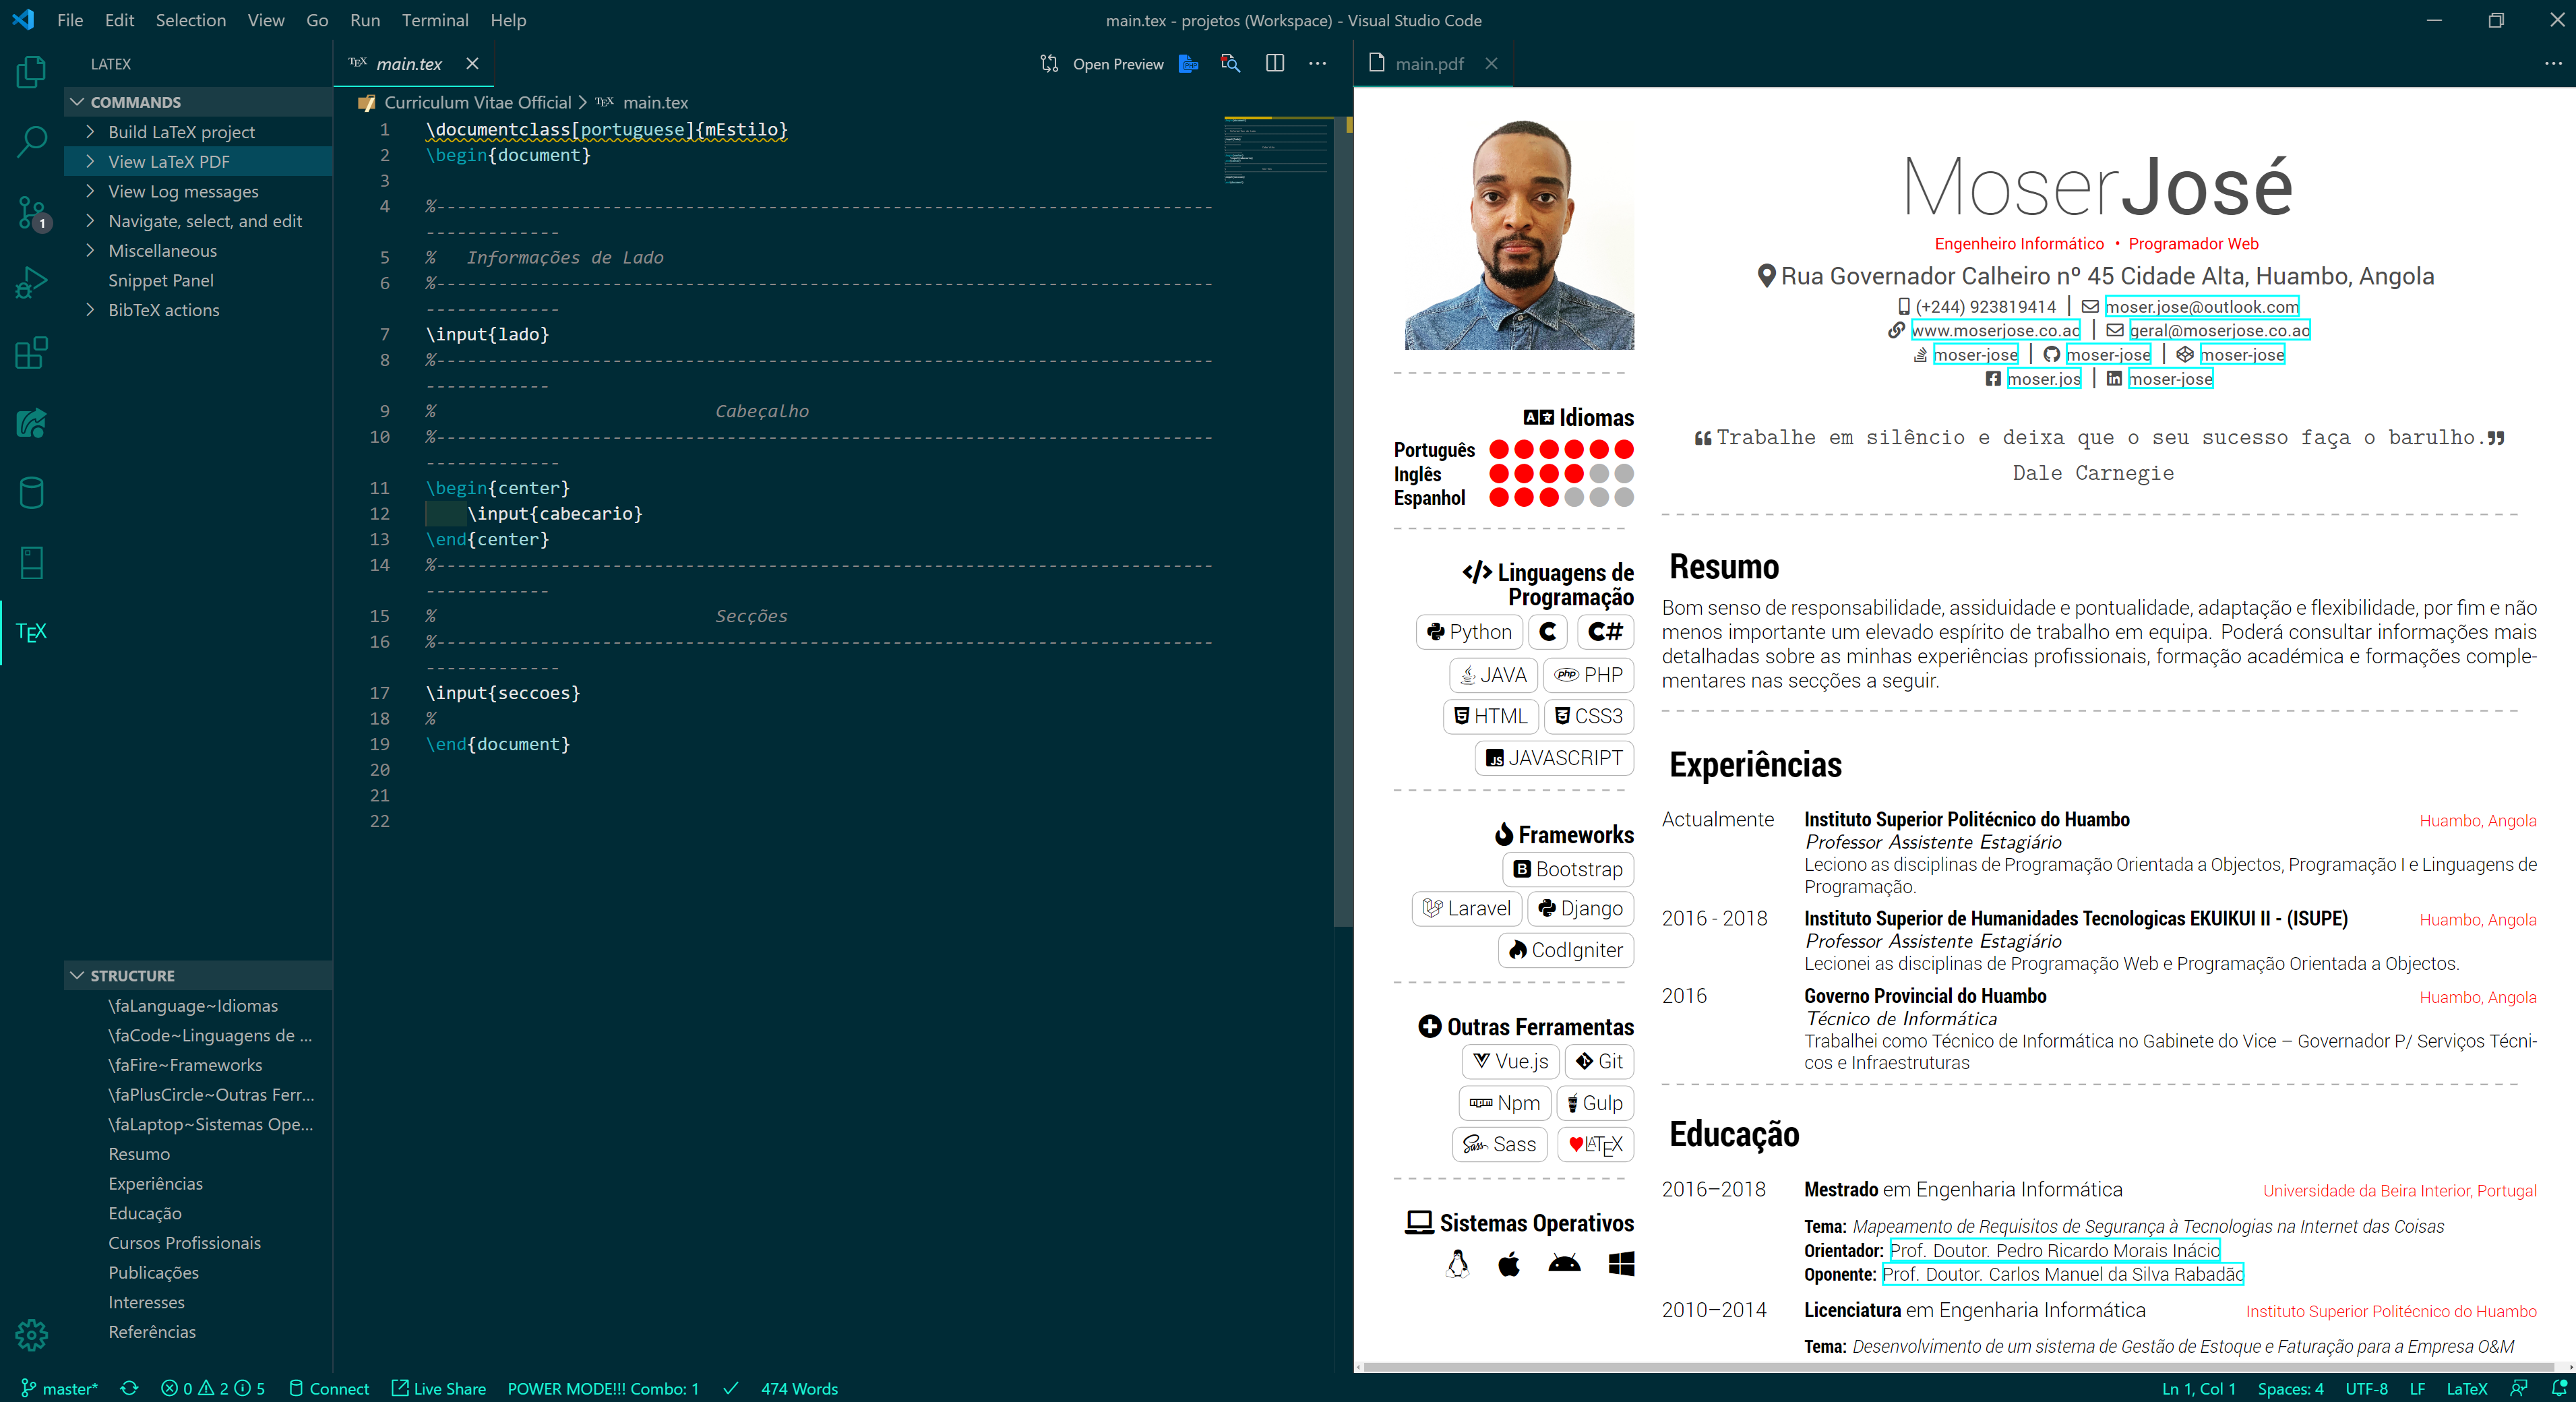 File Edit Selection View Go Run Terminal Help
main.tex - projetos (Workspace) - Visual Studio Code
LATEX
COMMANDS
Build LaTeX project
View LaTeX PDF
View Log messages
Navigate, select, and edit
Miscellaneous
Snippet Panel
BibTeX actions
1
TEX
STRUCTURE
\faLanguage~Idiomas
\faCode~Linguagens de ...
\faFire~Frameworks
\faPlusCircle~Outras Ferr...
\faLaptop~Sistemas Ope...
Resumo
Experiências
Educação
Cursos Profissionais
Publicações
Interesses
Referências
TEX main.tex
Open Preview
Curriculum Vitae Official > TEX main.tex
1 \documentclass[portuguese]{mEstilo}
2 \begin{document}
3
4 %---------------------------------------------------------------------------
-------------
5 % Informações de Lado
6 %---------------------------------------------------------------------------
-------------
7 \input{lado}
8 %---------------------------------------------------------------------------
------------
9 % Cabeçalho
10 %---------------------------------------------------------------------------
-------------
11 \begin{center}
12 \input{cabecario}
13 \end{center}
14 %---------------------------------------------------------------------------
------------
15 % Secções
16 %---------------------------------------------------------------------------
-------------
17 \input{seccoes}
18 %
19 \end{document}
20
21
22
main.pdf
MoserJosé
Engenheiro Informático • Programador Web
Rua Governador Calheiro nº 45 Cidade Alta, Huambo, Angola
(+244) 923819414 | moser.jose@outlook.com
www.moserjose.co.ao | geral@moserjose.co.ao
moser-jose | moser-jose | moser-jose
moser.jos | moser-jose
“Trabalhe em silêncio e deixa que o seu sucesso faça o barulho.”
Dale Carnegie
Idiomas
Português
Inglês
Espanhol
Linguagens de
Programação
Python C C#
JAVA php PHP
HTML CSS3
JS JAVASCRIPT
Frameworks
B Bootstrap
Laravel Django
CodIgniter
Outras Ferramentas
Vue.js Git
npm Npm Gulp
Sass Sass LATEX
Sistemas Operativos
Resumo
Bom senso de responsabilidade, assiduidade e pontualidade, adaptação e flexibilidade, por fim e não
menos importante um elevado espírito de trabalho em equipa. Poderá consultar informações mais
detalhadas sobre as minhas experiências profissionais, formação académica e formações comple-
mentares nas secções a seguir.
Experiências
Actualmente Instituto Superior Politécnico do Huambo Huambo, Angola
Professor Assistente Estagiário
Leciono as disciplinas de Programação Orientada a Objectos, Programação I e Linguagens de
Programação.
2016 - 2018 Instituto Superior de Humanidades Tecnologicas EKUIKUI II - (ISUPE) Huambo, Angola
Professor Assistente Estagiário
Lecionei as disciplinas de Programação Web e Programação Orientada a Objectos.
2016 Governo Provincial do Huambo Huambo, Angola
Técnico de Informática
Trabalhei como Técnico de Informática no Gabinete do Vice – Governador P/ Serviços Técni-
cos e Infraestruturas
Educação
2016–2018 Mestrado em Engenharia Informática Universidade da Beira Interior, Portugal
Tema: Mapeamento de Requisitos de Segurança à Tecnologias na Internet das Coisas
Orientador: Prof. Doutor. Pedro Ricardo Morais Inácio
Oponente: Prof. Doutor. Carlos Manuel da Silva Rabadão
2010–2014 Licenciatura em Engenharia Informática Instituto Superior Politécnico do Huambo
Tema: Desenvolvimento de um sistema de Gestão de Estoque e Faturação para a Empresa O&M
master* 0 2 5 Connect Live Share POWER MODE!!! Combo: 1 474 Words
Ln 1, Col 1 Spaces: 4 UTF-8 LF LaTeX